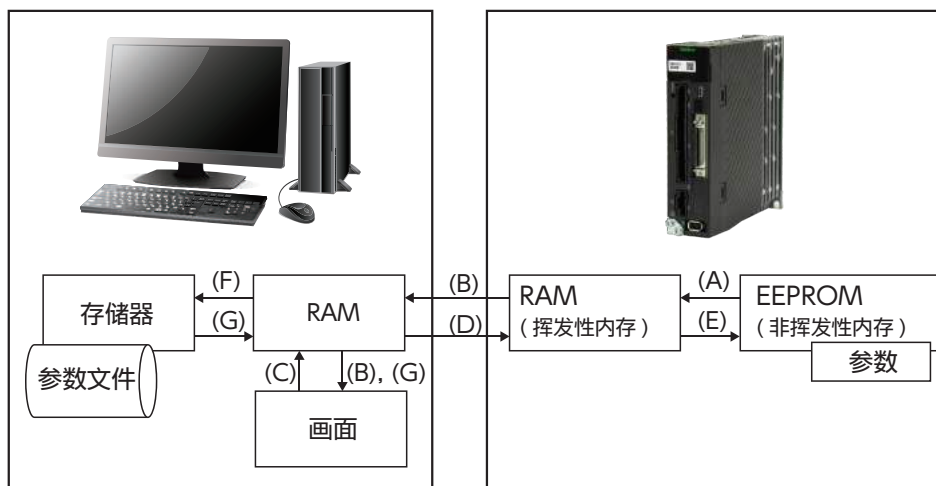 (F)
(G)
存储器
参数文件
RAM
(C)
(B), (G)
画面
(B)
(D)
RAM
(挥发性内存)
(A)
(E)
EEPROM
(非挥发性内存)
参数